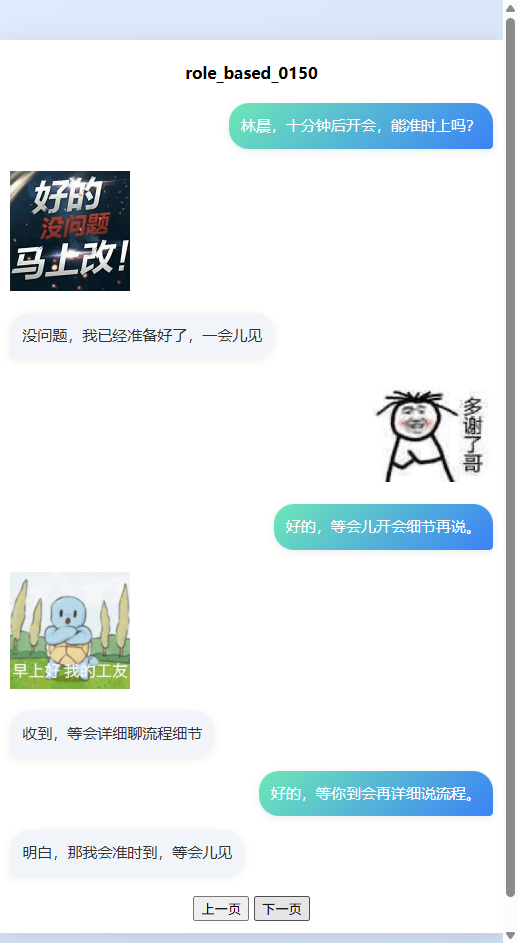 role_based_0150
林晨，十分钟后开会，能准时上吗？
好的
没问题
马上改！
没问题，我已经准备好了，一会儿见
多谢了哥
好的，等会儿开会细节再说。
早上好 我的工友
收到，等会详细聊流程细节
好的，等你到会再详细说流程。
明白，那我会准时到，等会儿见
上一页 下一页